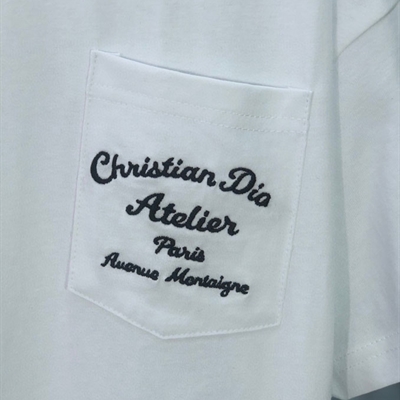 Christian Dio
Atelier
Paris
Avenue Montaigne